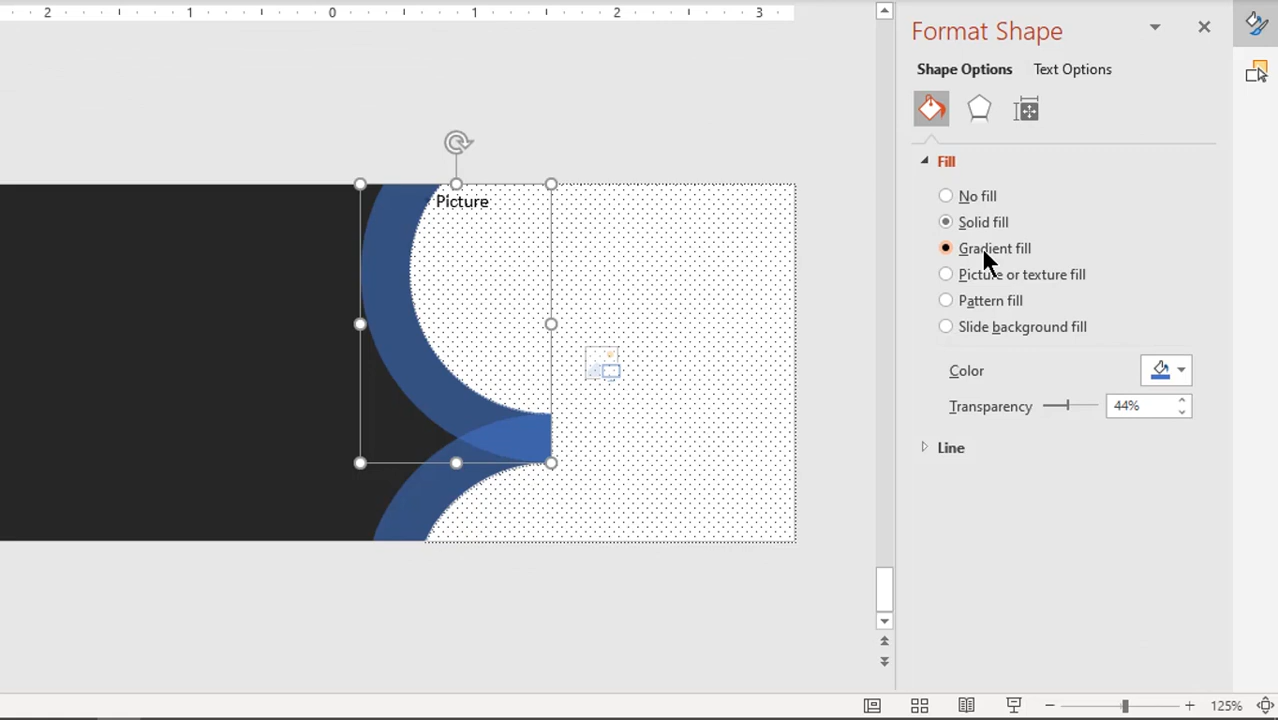 2 1 0 1 2 3
Format Shape
Shape Options Text Options
Fill
No fill
Solid fill
Gradient fill
Picture or texture fill
Pattern fill
Slide background fill
Color
Transparency 44%
Line
Picture
125%